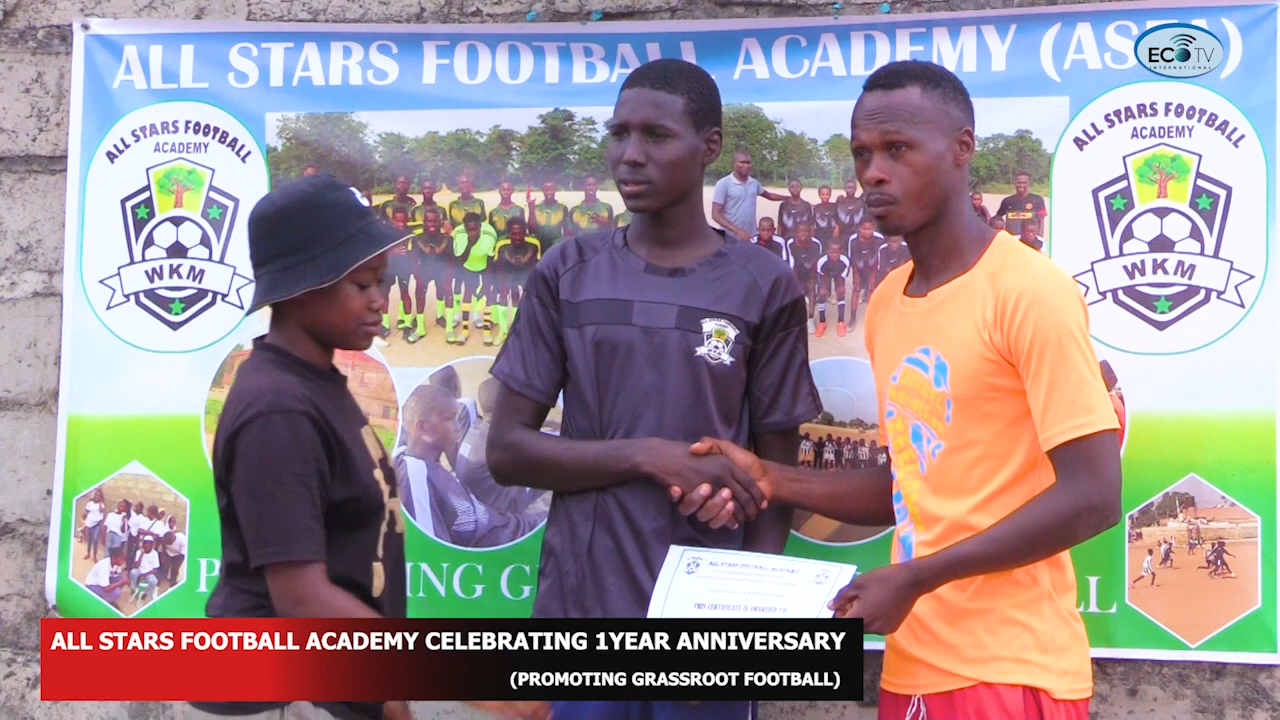 ALL STARS FOOTBALL ACADEMY (ASFA)
ECO TV
INTERNATIONAL
ALL STARS FOOTBALL
ACADEMY
WKM
ALL STARS FOOTBALL
ACADEMY
WKM
ALL STARS FOOTBALL ACADEMY
THIS CERTIFICATE IS AWARDED TO
ALL STARS FOOTBALL ACADEMY CELEBRATING 1YEAR ANNIVERSARY
(PROMOTING GRASSROOT FOOTBALL)